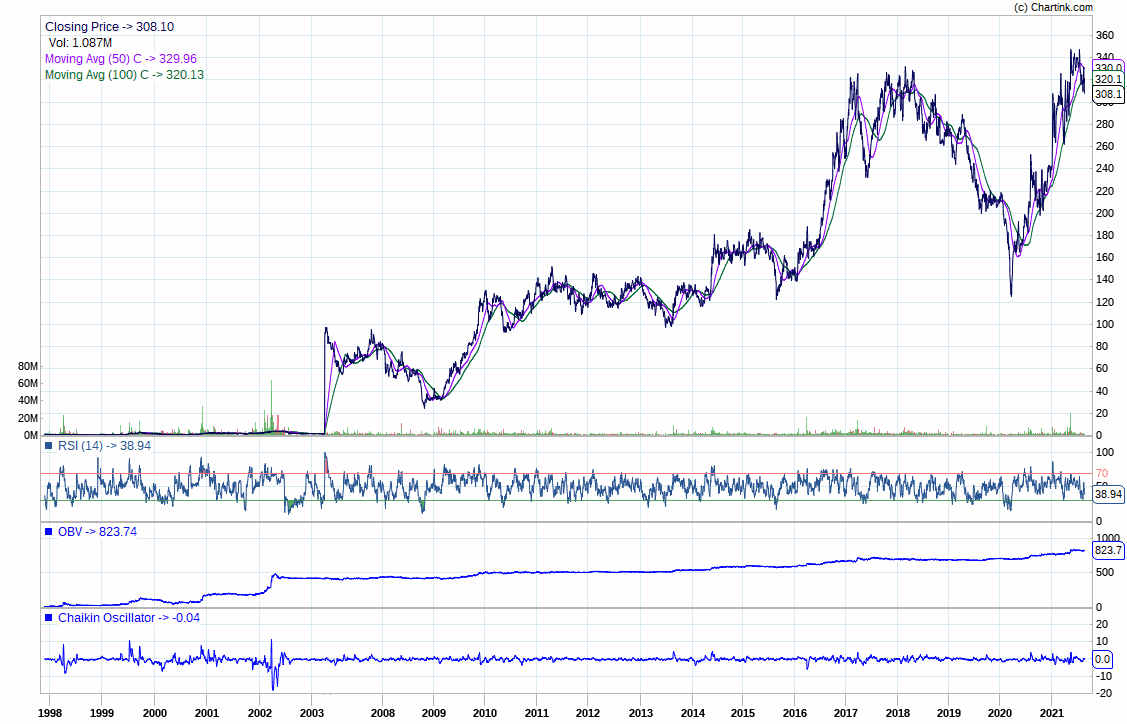 (c) Chartink.com
Closing Price -> 308.10
Vol: 1.087M
Moving Avg (50) C -> 329.96
Moving Avg (100) C -> 320.13
360
340
330.0
320.1
308.1
300
280
260
240
220
200
180
160
140
120
100
80
60
40
20
0
80M
60M
40M
20M
0M
RSI (14) -> 38.94
100
70
50
38.94
0
OBV -> 823.74
1000
823.7
500
0
Chaikin Oscillator -> -0.04
20
10
0.0
-10
-20
1998 1999 2000 2001 2002 2003 2008 2009 2010 2011 2012 2013 2014 2015 2016 2017 2018 2019 2020 2021